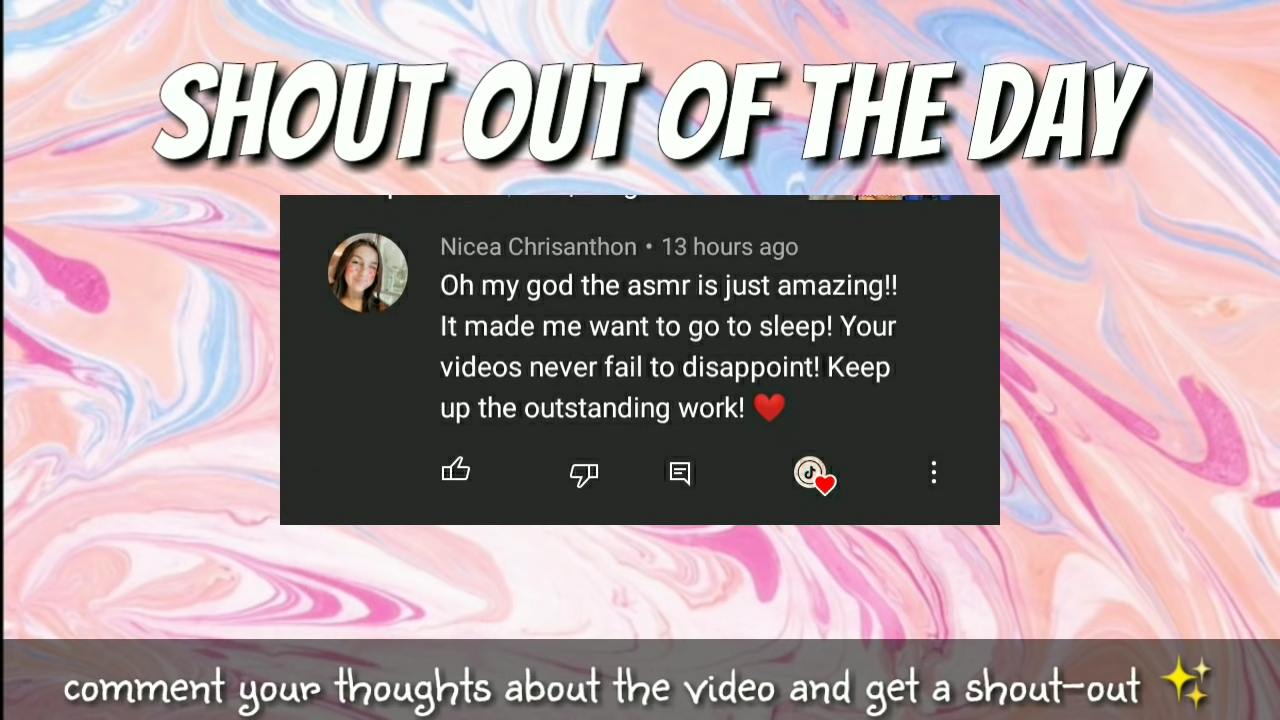 SHOUT OUT OF THE DAY
Nicea Chrisanthon • 13 hours ago
Oh my god the asmr is just amazing!!
It made me want to go to sleep! Your
videos never fail to disappoint! Keep
up the outstanding work! ❤️
comment your thoughts about the video and get a shout-out ✨